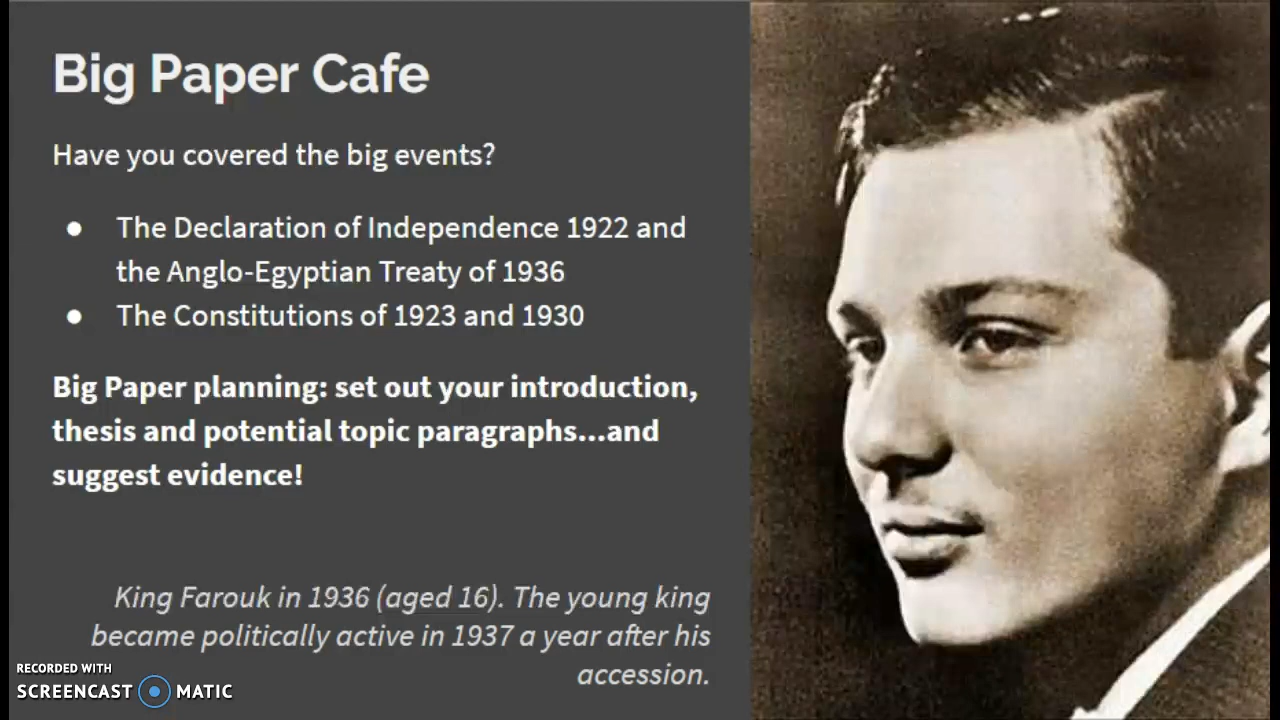 Big Paper Cafe
Have you covered the big events?
● The Declaration of Independence 1922 and
the Anglo-Egyptian Treaty of 1936
● The Constitutions of 1923 and 1930
Big Paper planning: set out your introduction,
thesis and potential topic paragraphs...and
suggest evidence!
King Farouk in 1936 (aged 16). The young king
became politically active in 1937 a year after his
accession.
RECORDED WITH
SCREENCAST MATIC